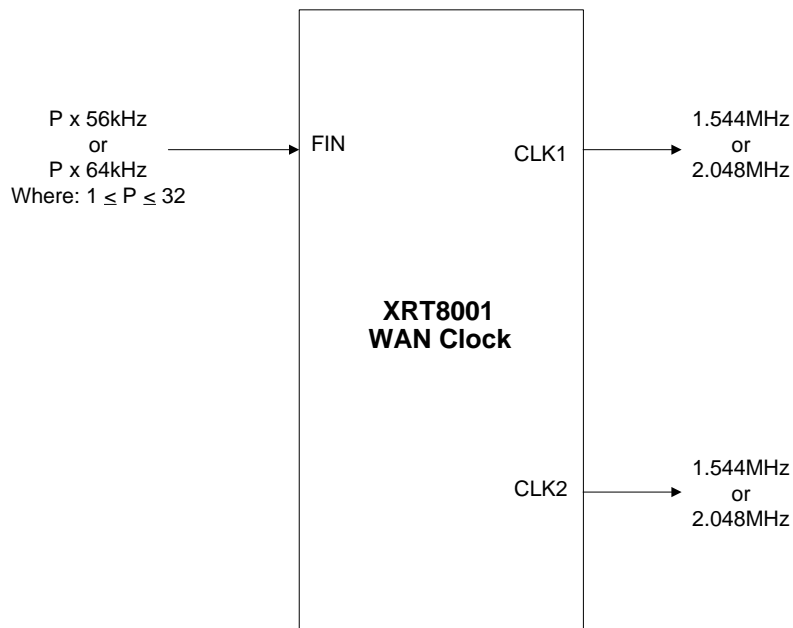 P x 56kHz
or
P x 64kHz
Where: 1 ≤ P ≤ 32
FIN
CLK1
1.544MHz
or
2.048MHz
XRT8001
WAN Clock
CLK2
1.544MHz
or
2.048MHz